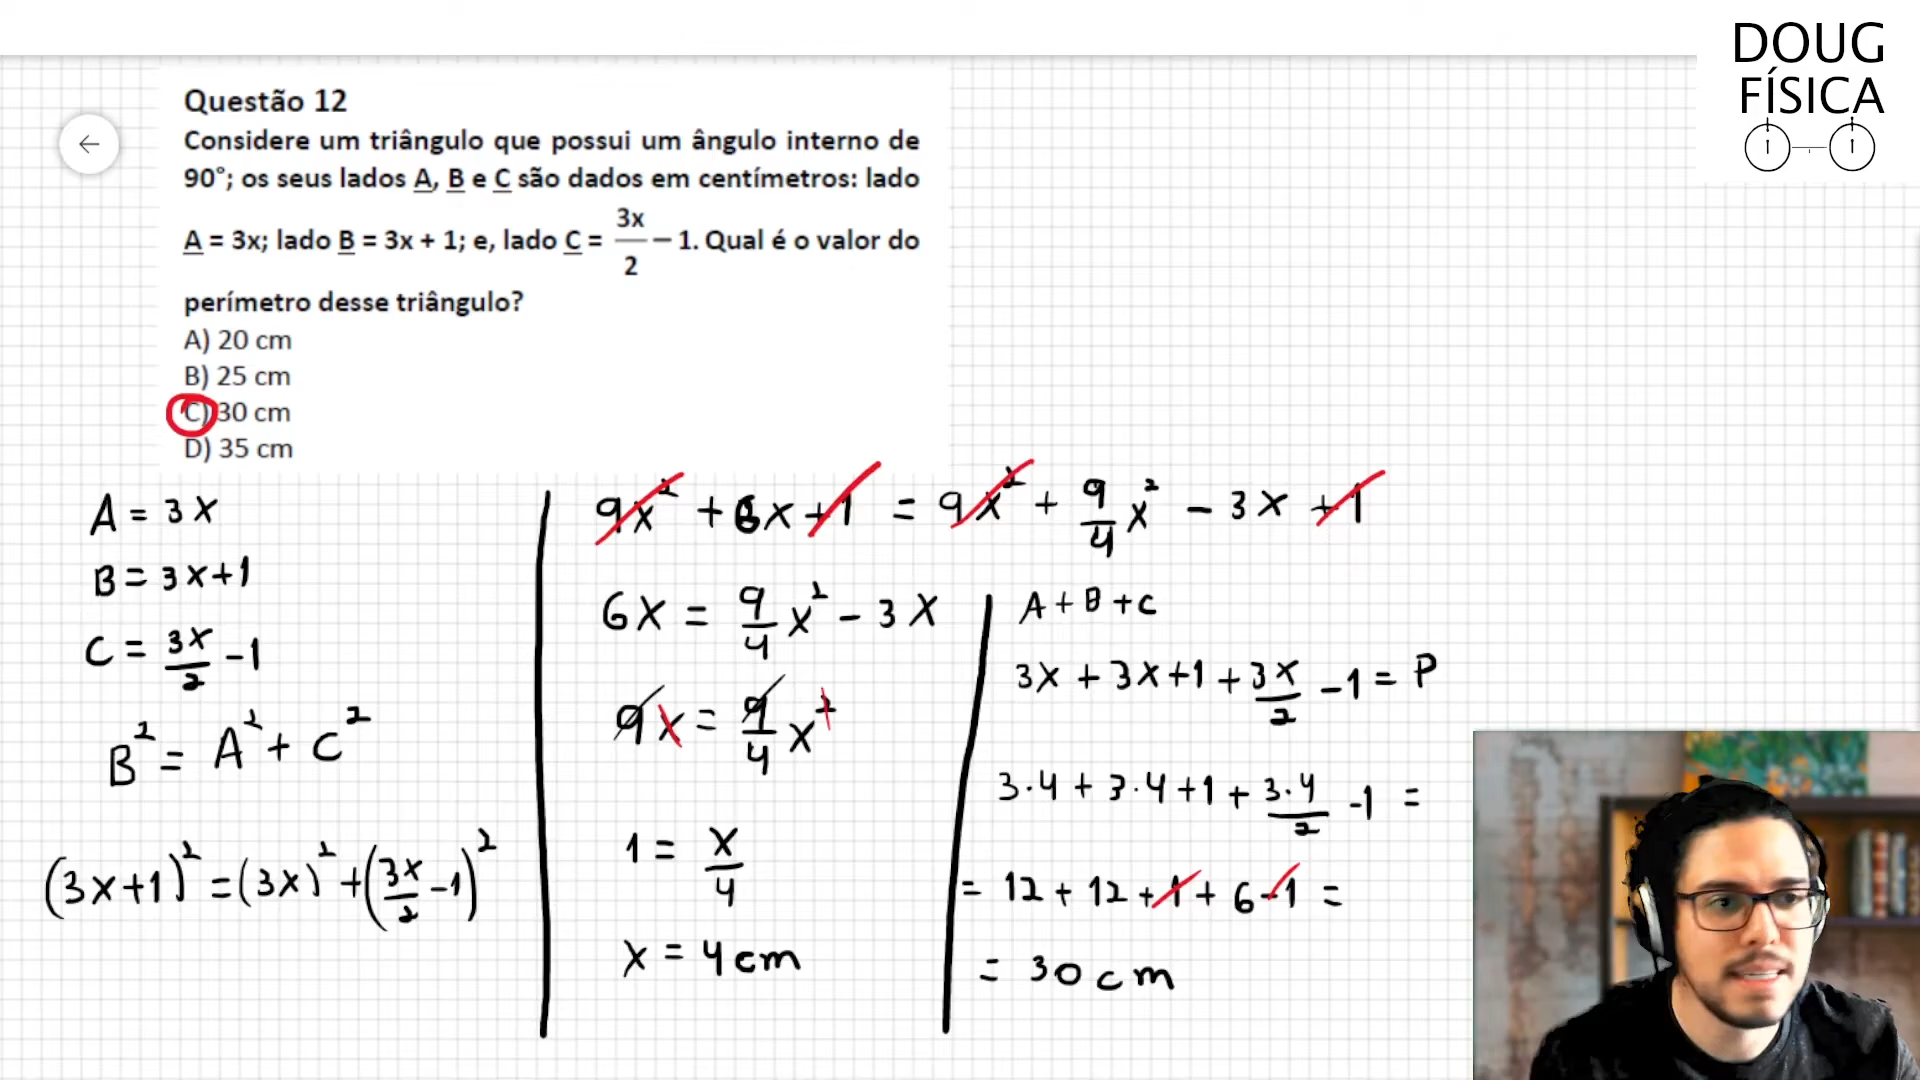 DOUG
FÍSICA
Questão 12
Considere um triângulo que possui um ângulo interno de
90°; os seus lados A, B e C são dados em centímetros: lado
A = 3x; lado B = 3x + 1; e, lado C = 3x/2 − 1. Qual é o valor do
perímetro desse triângulo?
A) 20 cm
B) 25 cm
C) 30 cm
D) 35 cm
A = 3x
B = 3x+1
C = 3x/2 -1
B² = A² + C²
(3x+1)² = (3x)² + (3x/2 -1)²
9x² + 6x + 1 = 9x² + 9/4 x² - 3x + 1
6x = 9/4 x² - 3x
9x = 9/4 x²
1 = x/4
x = 4cm
A + B + C
3x + 3x+1 + 3x/2 -1 = P
3.4 + 3.4 +1 + 3.4/2 -1 =
= 12 + 12 + 1 + 6 - 1 =
= 30 cm